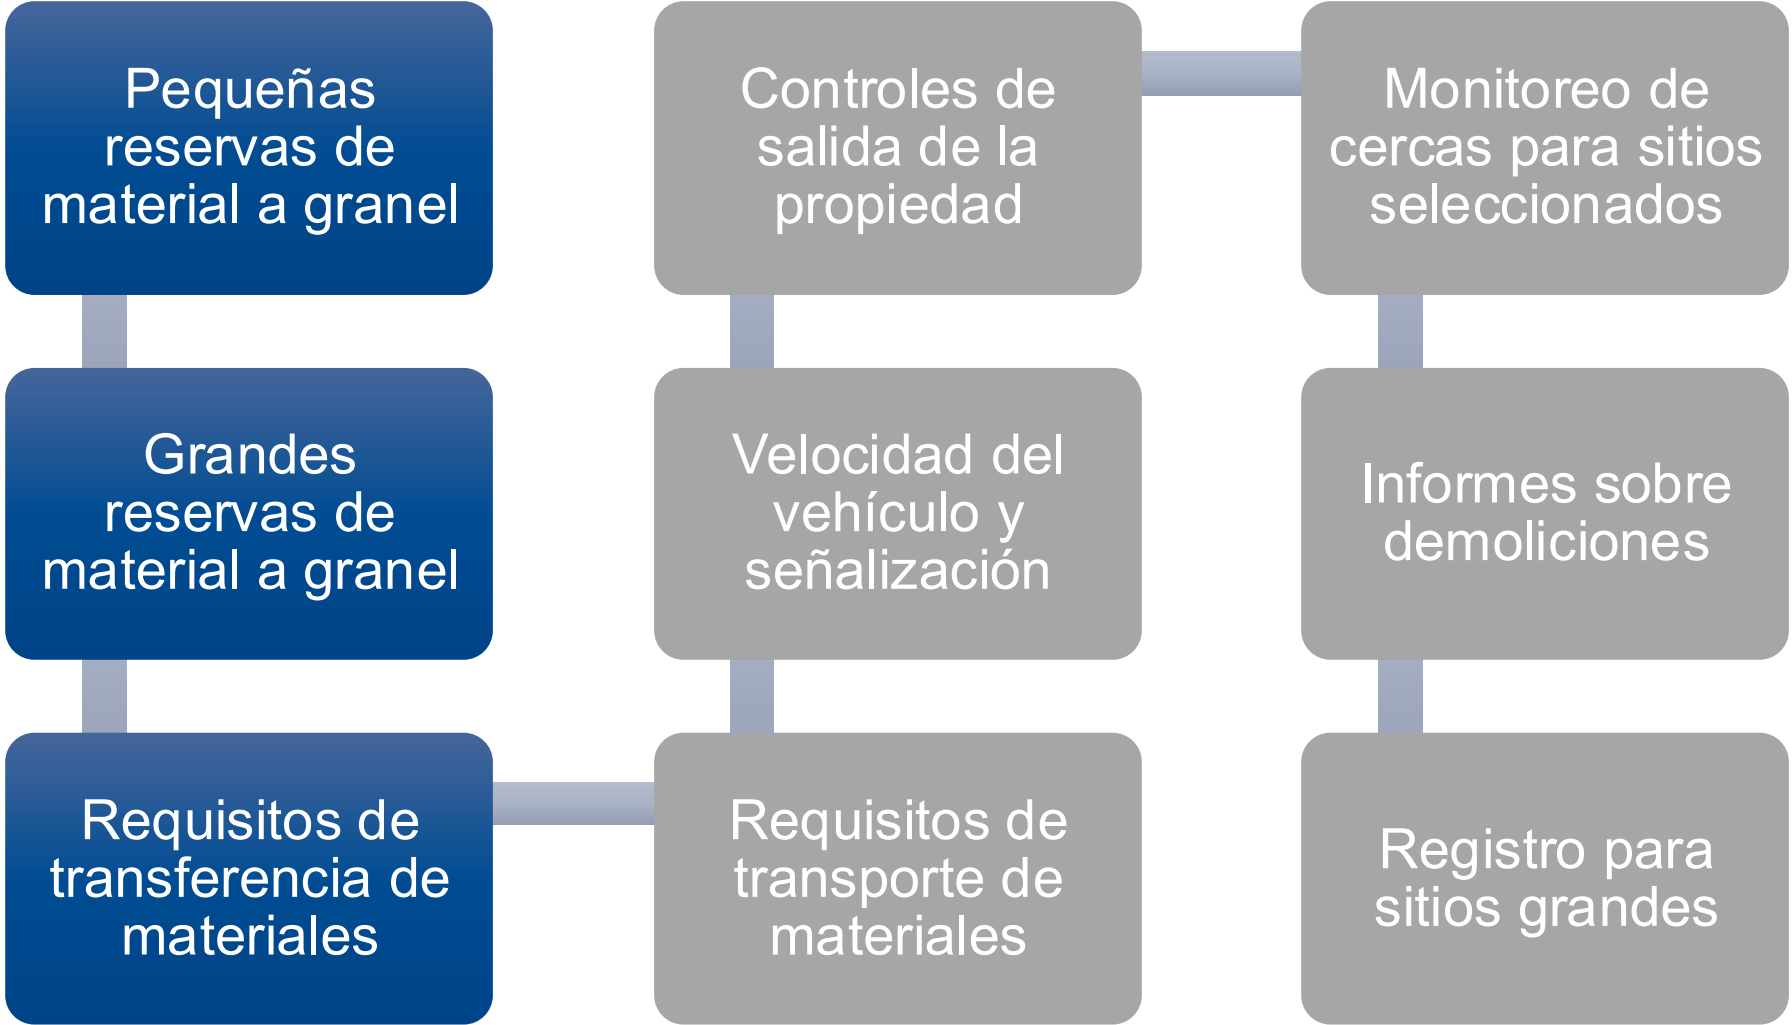 Pequeñas
reservas de
material a granel
Grandes
reservas de
material a granel
Requisitos de
transferencia de
materiales
Requisitos de
transporte de
materiales
Velocidad del
vehículo y
señalización
Controles de
salida de la
propiedad
Monitoreo de
cercas para sitios
seleccionados
Informes sobre
demoliciones
Registro para
sitios grandes